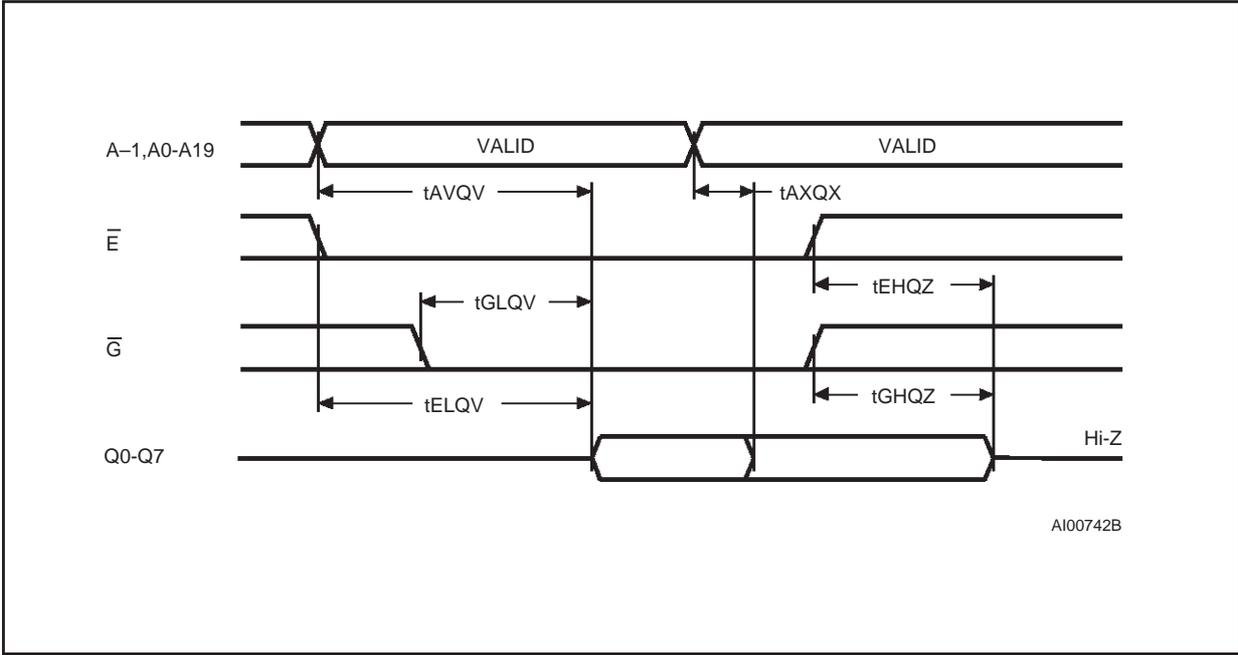 A–1,A0-A19
VALID
VALID
tAVQV
tAXQX
E̅
tEHQZ
tGLQV
G̅
tGHQZ
tELQV
Q0-Q7
Hi-Z
AI00742B